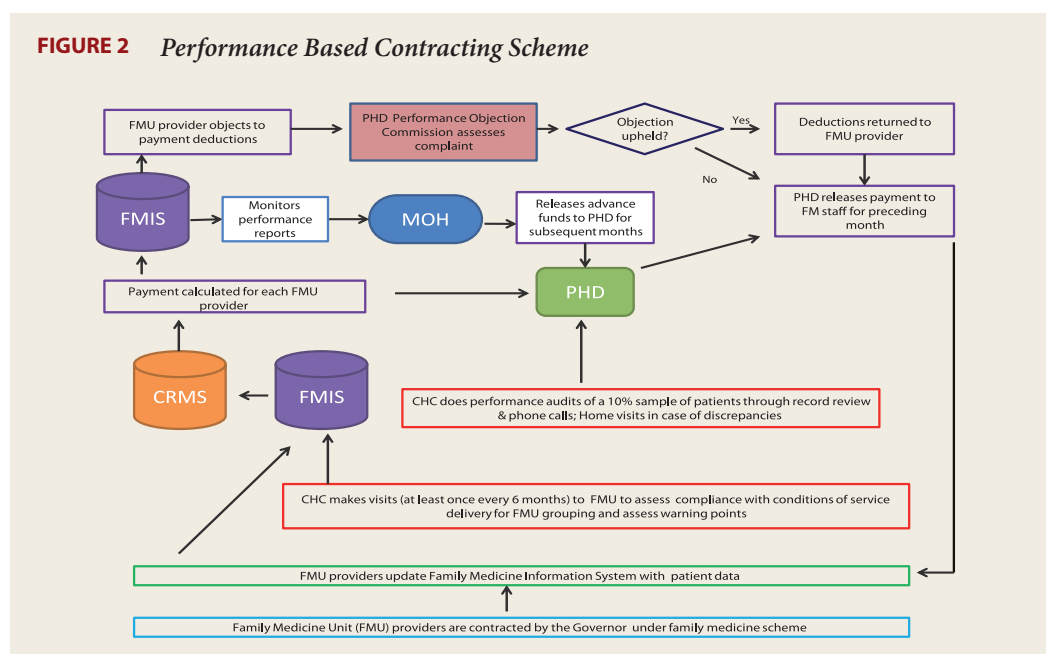 FIGURE 2 Performance Based Contracting Scheme
FMU provider objects to
payment deductions
PHD Performance Objection
Commission assesses
complaint
Objection
upheld?
Yes
No
Deductions returned to
FMU provider
FMIS
Monitors
performance
reports
MOH
Releases advance
funds to PHD for
subsequent months
PHD releases payment to
FM staff for preceding
month
Payment calculated for each FMU
provider
PHD
CRMS
FMIS
CHC does performance audits of a 10% sample of patients through record review
& phone calls; Home visits in case of discrepancies
CHC makes visits (at least once every 6 months) to FMU to assess compliance with conditions of service
delivery for FMU grouping and assess warning points
FMU providers update Family Medicine Information System with patient data
Family Medicine Unit (FMU) providers are contracted by the Governor under family medicine scheme